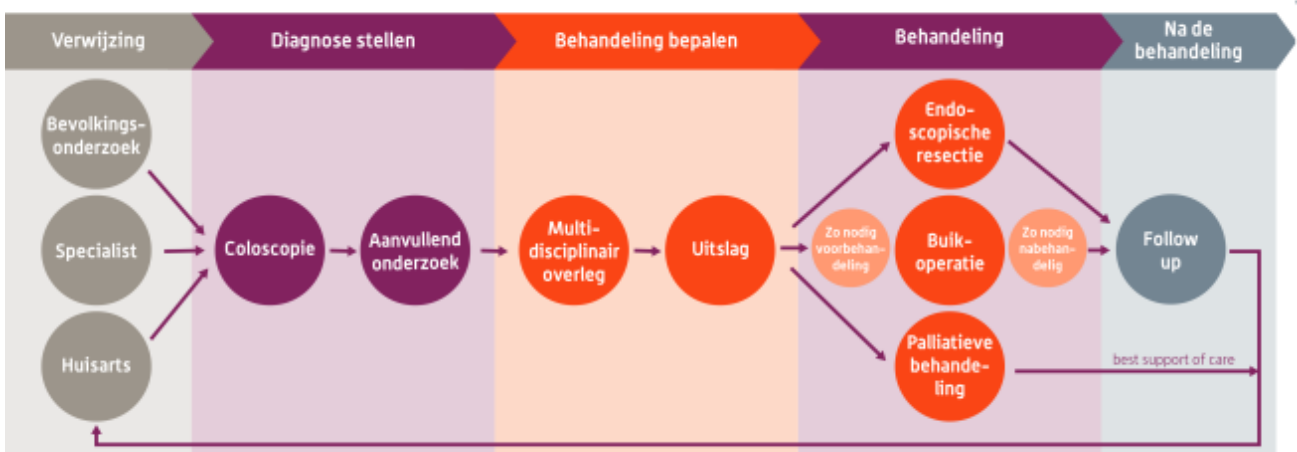 Verwijzing
Diagnose stellen
Behandeling bepalen
Behandeling
Na de
behandeling
Bevolkings-
onderzoek
Specialist
Huisarts
Coloscopie
Aanvullend
onderzoek
Multi-
disciplinair
overleg
Uitslag
Endo-
scopische
resectie
Zo nodig
voorbehan-
deling
Buik-
operatie
Zo nodig
nabehan-
delig
Palliatieve
behande-
ling
Follow
up
best support of care